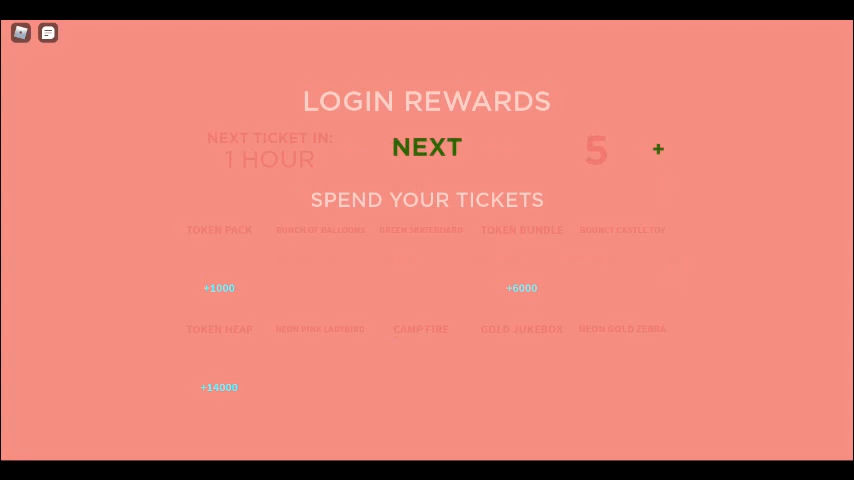 LOGIN REWARDS
NEXT TICKET IN:
1 HOUR
NEXT
5
+
SPEND YOUR TICKETS
TOKEN PACK
BUNCH OF BALLOONS
GREEN SKATEBOARD
TOKEN BUNDLE
BOUNCY CASTLE TOY
+1000
+6000
TOKEN HEAP
NEON PINK LADYBIRD
CAMPFIRE
GOLD JUKEBOX
NEON GOLD ZEBRA
+14000